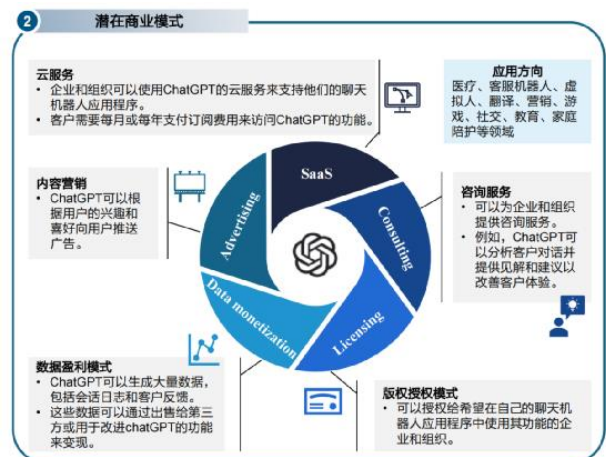 2
潜在商业模式
云服务
• 企业和组织可以使用ChatGPT的云服务来支持他们的聊天
机器人应用程序。
• 客户需要每月或每年支付订阅费用来访问ChatGPT的功能。
应用方向
医疗、客服机器人、虚
拟人、翻译、营销、游
戏、社交、教育、家庭
陪护等领域
内容营销
• ChatGPT可以根
据用户的兴趣和
喜好向用户推送
广告。
SaaS
Advertising
Consulting
Data monetization
Licensing
咨询服务
• 可以为企业和组织
提供咨询服务。
• 例如，ChatGPT可
以分析客户对话并
提供见解和建议以
改善客户体验。
数据盈利模式
• ChatGPT可以生成大量数据，
包括会话日志和客户反馈。
• 这些数据可以通过出售给第三
方或用于改进chatGPT的功能
来变现。
版权授权模式
• 可以授权给希望在自己的聊天机
器人应用程序中使用其功能的企
业和组织。